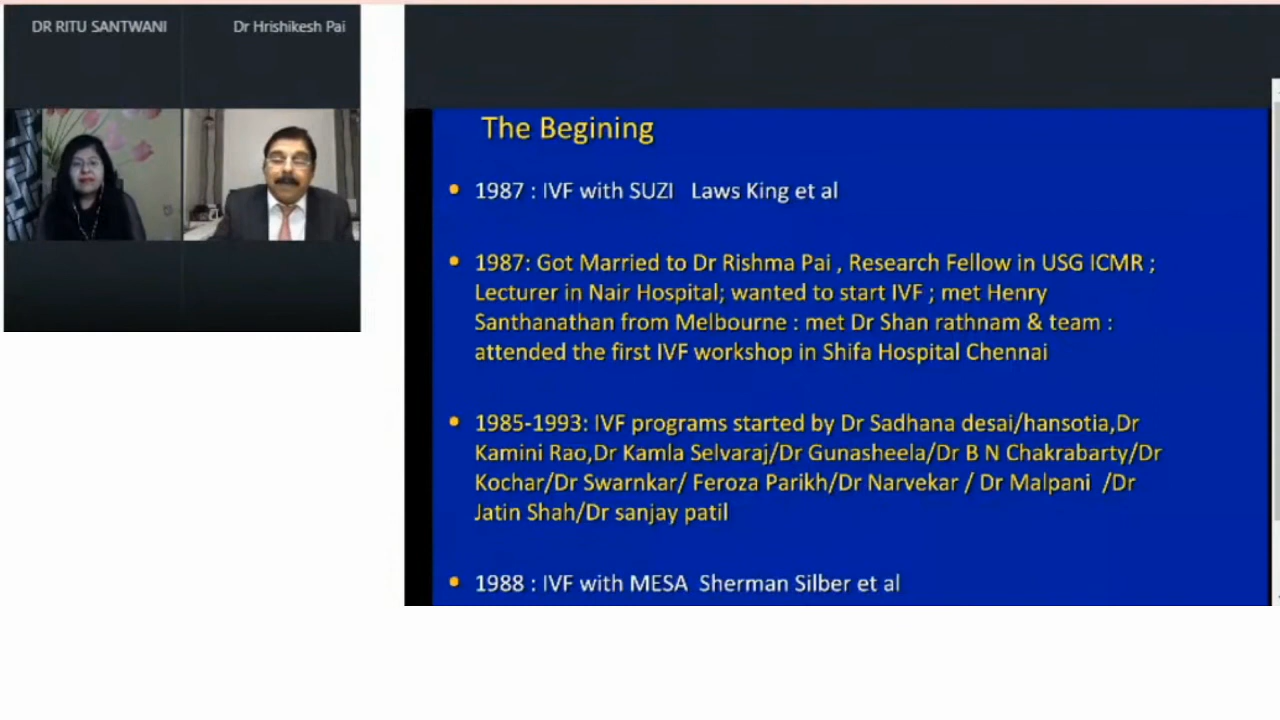 DR RITU SANTWANI
Dr Hrishikesh Pai
The Begining
• 1987 : IVF with SUZI Laws King et al
• 1987: Got Married to Dr Rishma Pai , Research Fellow in USG ICMR ;
Lecturer in Nair Hospital; wanted to start IVF ; met Henry
Santhanathan from Melbourne : met Dr Shan rathnam & team :
attended the first IVF workshop in Shifa Hospital Chennai
• 1985-1993: IVF programs started by Dr Sadhana desai/hansotia,Dr
Kamini Rao,Dr Kamla Selvaraj/Dr Gunasheela/Dr B N Chakrabarty/Dr
Kochar/Dr Swarnkar/ Feroza Parikh/Dr Narvekar / Dr Malpani /Dr
Jatin Shah/Dr sanjay patil
• 1988 : IVF with MESA Sherman Silber et al